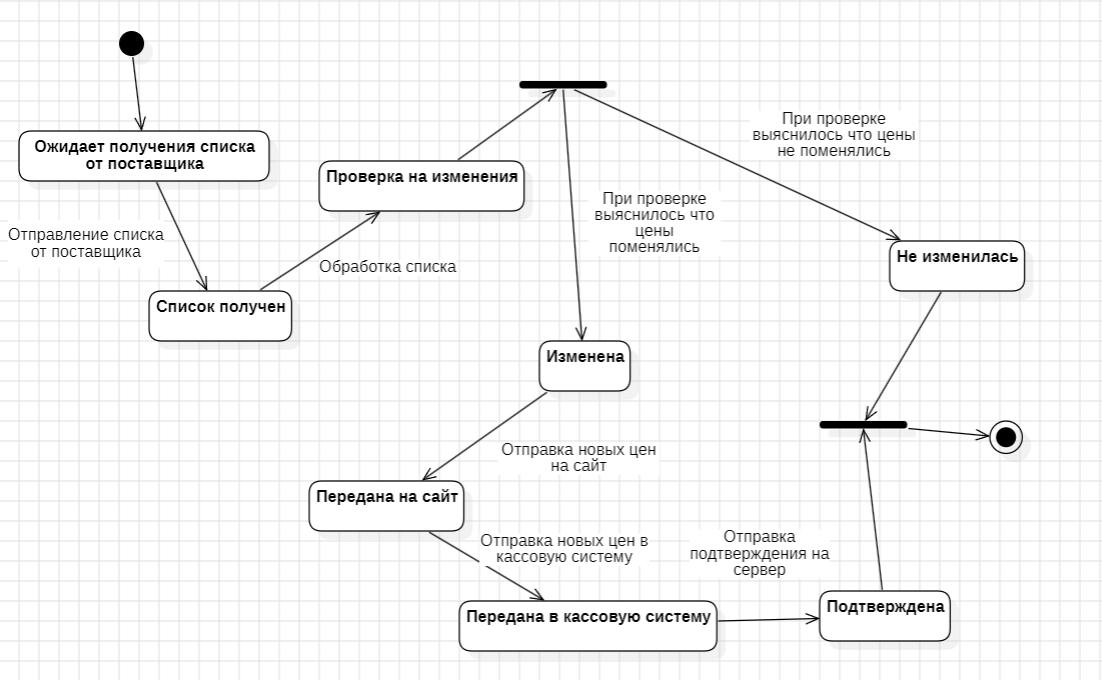 Ожидает получения списка
от поставщика
Отправление списка
от поставщика
Список получен
Обработка списка
Проверка на изменения
При проверке
выяснилось что
цены
поменялись
При проверке
выяснилось что цены
не поменялись
Не изменилась
Изменена
Отправка новых цен
на сайт
Передана на сайт
Отправка новых цен в
кассовую систему
Передана в кассовую систему
Отправка
подтверждения на
сервер
Подтверждена